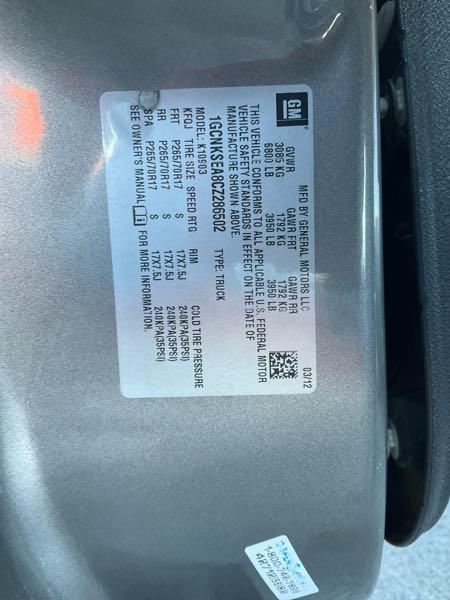 GM
MFD BY GENERAL MOTORS LLC 03/12
GVWR GAWR FRT GAWR RR
3085 KG 1792 KG 1792 KG
6800 LB 3950 LB 3950 LB
THIS VEHICLE CONFORMS TO ALL APPLICABLE U.S. FEDERAL MOTOR
VEHICLE SAFETY STANDARDS IN EFFECT ON THE DATE OF
MANUFACTURE SHOWN ABOVE.
1GCNKSEA8CZ286502 TYPE: TRUCK
MODEL: K10903
KFQJ TIRE SIZE SPEED RTG RIM COLD TIRE PRESSURE
FRT P265/70R17 S 17X7.5J 240KPA(35PSI)
RR P265/70R17 S 17X7.5J 240KPA(35PSI)
SPA P265/70R17 S 17X7.5J 240KPA(35PSI)
SEE OWNER'S MANUAL i FOR MORE INFORMATION.